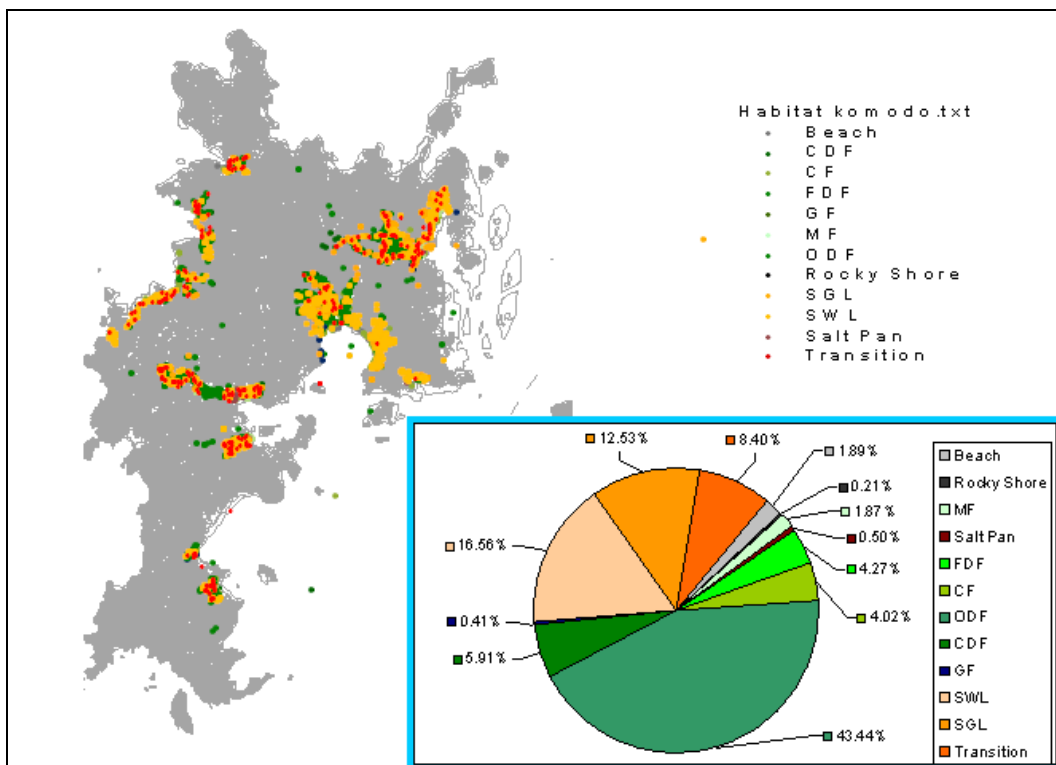 Habitat komodo.txt
Beach
CDF
CF
FDF
GF
MF
ODF
Rocky Shore
SGL
SWL
Salt Pan
Transition
12.53%
8.40%
1.89%
0.21%
1.87%
0.50%
4.27%
4.02%
43.44%
5.91%
0.41%
16.56%
Beach
Rocky Shore
MF
Salt Pan
FDF
CF
ODF
CDF
GF
SWL
SGL
Transition